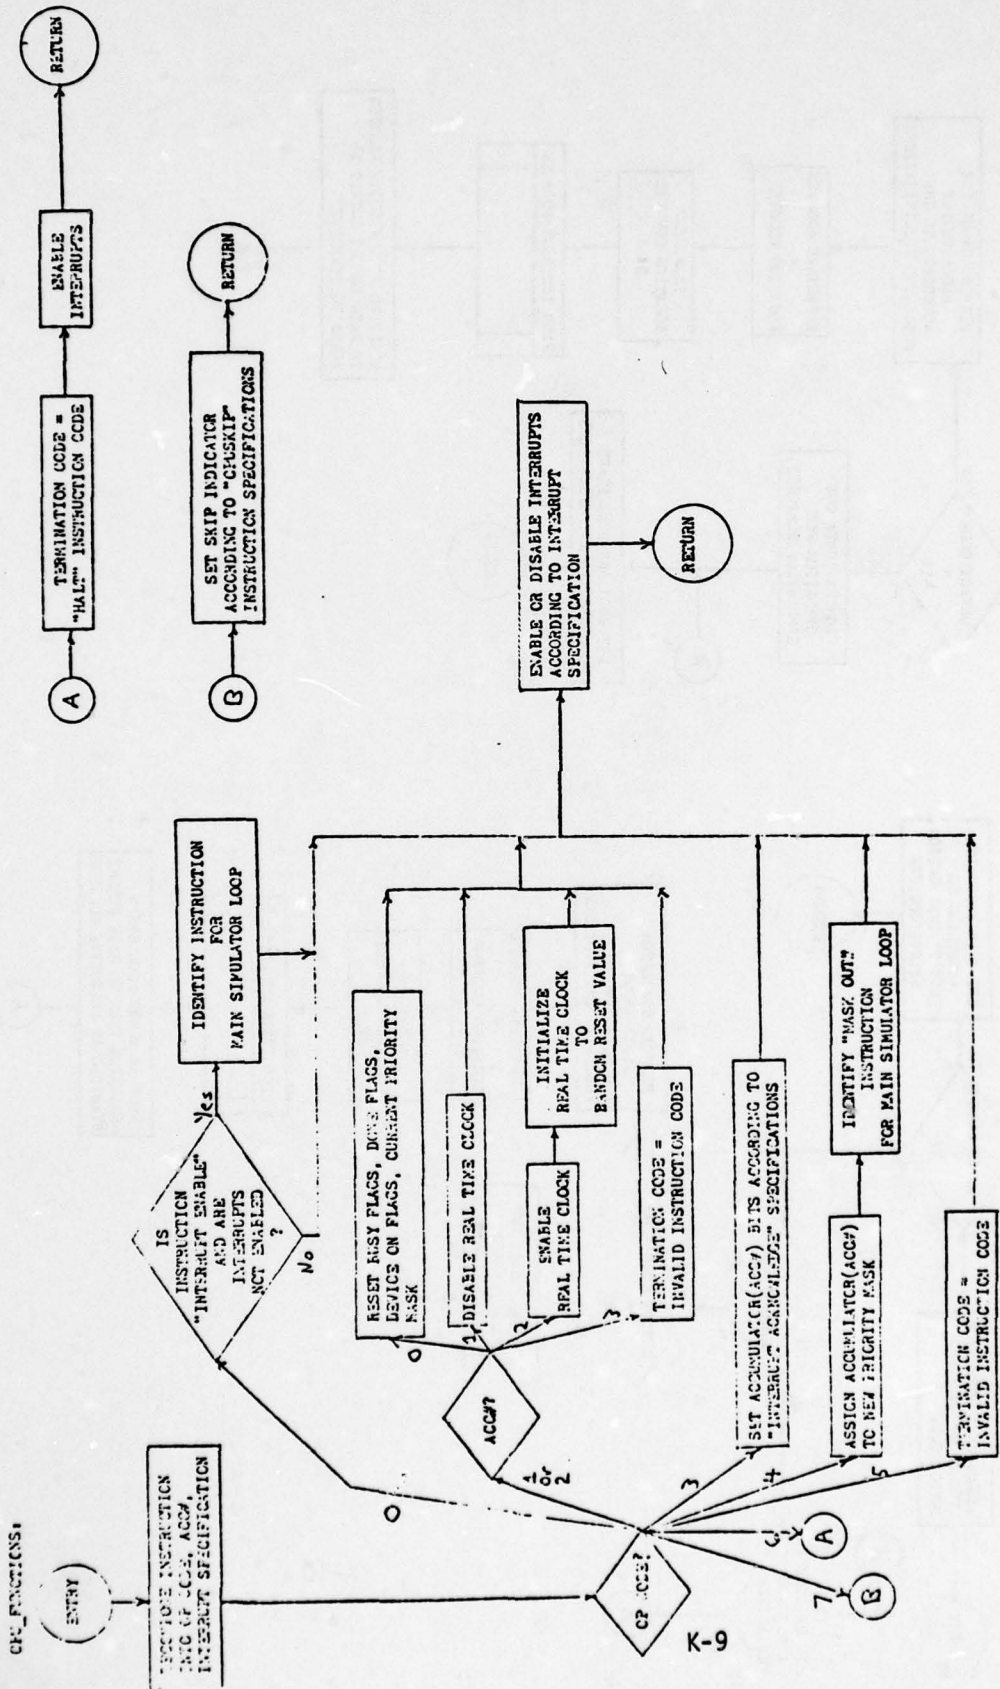 CPU_FUNCTIONS:
ENTRY
INSTRUCTION
INTO OP CODE, ACC#,
INTERRUPT SPECIFICATION
OP CODE?
0
1
or
2
3
4
5
6
7
A
B
IS
INSTRUCTION
"INTERRUPT ENABLE"
AND ARE
INTERRUPTS
NOT ENABLED
?
Yes
No
IDENTIFY INSTRUCTION
FOR
MAIN SIMULATOR LOOP
ACC#?
0
1
2
3
RESET BUSY FLAGS, DONE FLAGS,
DEVICE ON FLAGS, CURRENT PRIORITY
MASK
DISABLE REAL TIME CLOCK
ENABLE
REAL TIME CLOCK
INITIALIZE
REAL TIME CLOCK
TO
RANDOM RESET VALUE
TERMINATION CODE =
INVALID INSTRUCTION CODE
SET ACCUMULATOR(ACC#) BITS ACCORDING TO
"INTERRUPT ACKNOWLEDGE" SPECIFICATIONS
ASSIGN ACCUMULATOR(ACC#)
TO NEW PRIORITY MASK
IDENTIFY "MASK OUT"
INSTRUCTION
FOR MAIN SIMULATOR LOOP
TERMINATION CODE =
INVALID INSTRUCTION CODE
ENABLE OR DISABLE INTERRUPTS
ACCORDING TO INTERRUPT
SPECIFICATION
RETURN
A
TERMINATION CODE =
"HALT" INSTRUCTION CODE
ENABLE
INTERRUPTS
RETURN
B
SET SKIP INDICATOR
ACCORDING TO "CPUSKIP"
INSTRUCTION SPECIFICATIONS
RETURN
K-9